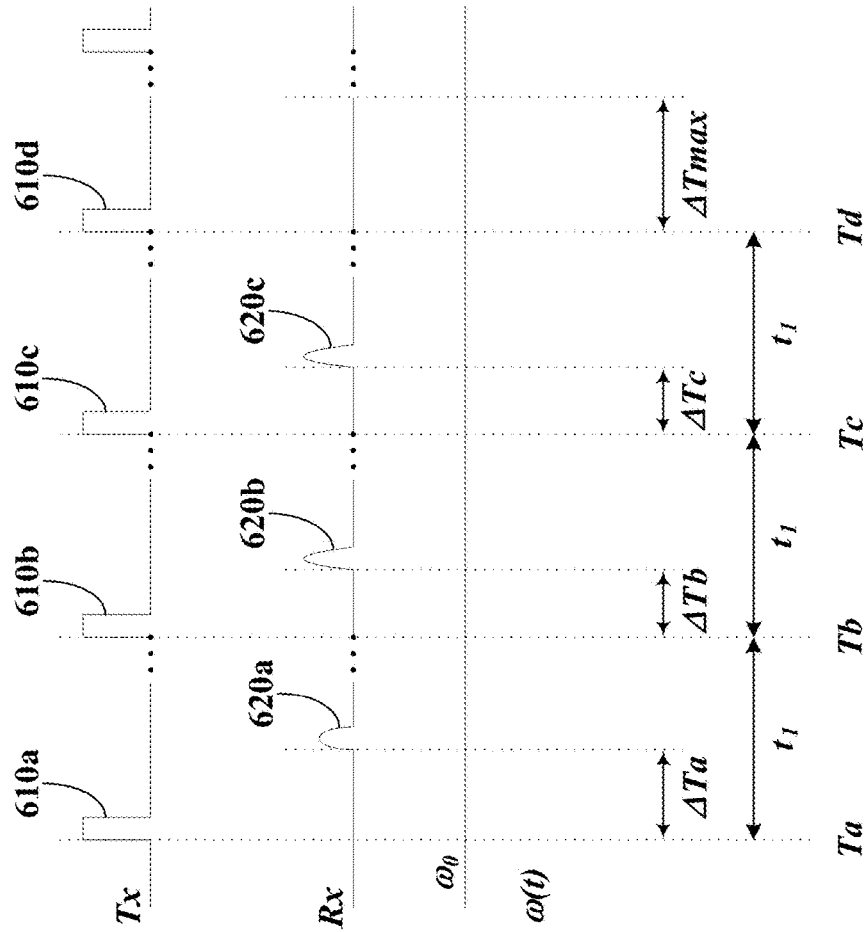 610a 610b 610c 610d
Tx
620a 620b 620c
Rx
ω₀
ω(t)
ΔTa ΔTb ΔTc ΔTmax
t₁ t₁ t₁
Ta Tb Tc Td